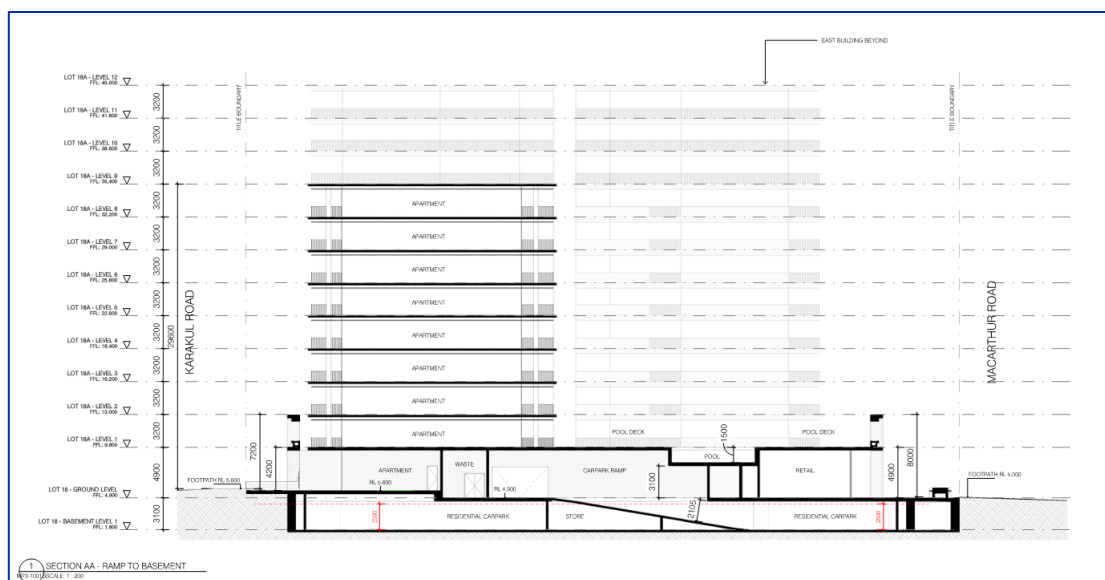 EAST BUILDING BEYOND
LOT 18A - LEVEL 12
FFL: 45.000
3200
LOT 18A - LEVEL 11
FFL: 41.800
3200
LOT 18A - LEVEL 10
FFL: 38.600
3200
LOT 18A - LEVEL 9
FFL: 35.400
3200
LOT 18A - LEVEL 8
FFL: 32.200
3200
LOT 18A - LEVEL 7
FFL: 29.000
3200
LOT 18A - LEVEL 6
FFL: 25.800
3200
LOT 18A - LEVEL 5
FFL: 22.600
3200
LOT 18A - LEVEL 4
FFL: 19.400
3200
LOT 18A - LEVEL 3
FFL: 16.200
3200
LOT 18A - LEVEL 2
FFL: 13.000
3200
LOT 18A - LEVEL 1
FFL: 9.800
4900
LOT 18 - GROUND LEVEL
FFL: 4.900
3100
LOT 18 - BASEMENT LEVEL 1
FFL: 1.800
29600
KARAKUL ROAD
TITLE BOUNDARY
7200
4200
FOOTPATH RL 5.800
APARTMENT
APARTMENT
APARTMENT
APARTMENT
APARTMENT
APARTMENT
APARTMENT
APARTMENT
POOL DECK
1500
POOL DECK
POOL
APARTMENT
WASTE
CARPARK RAMP
3100
RETAIL
4900
8000
RL 5.600
RL 4.900
RESIDENTIAL CARPARK
STORE
2105
RESIDENTIAL CARPARK
TITLE BOUNDARY
MACARTHUR ROAD
FOOTPATH RL 5.000
1
SECTION AA - RAMP TO BASEMENT
SCALE 1 : 200